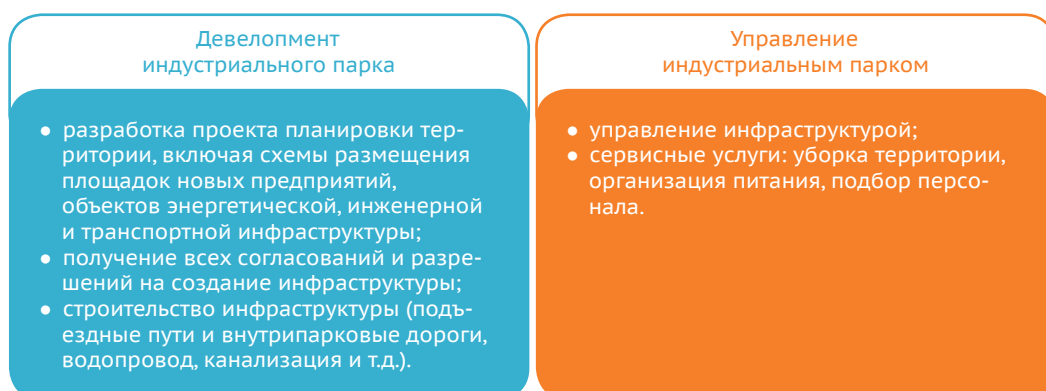 Девелопмент
индустриального парка
● разработка проекта планировки тер-
ритории, включая схемы размещения
площадок новых предприятий,
объектов энергетической, инженерной
и транспортной инфраструктуры;
● получение всех согласований и разре-
шений на создание инфраструктуры;
● строительство инфраструктуры (подъ-
ездные пути и внутрипарковые дороги,
водопровод, канализация и т.д.).
Управление
индустриальным парком
● управление инфраструктурой;
● сервисные услуги: уборка территории,
организация питания, подбор персо-
нала.